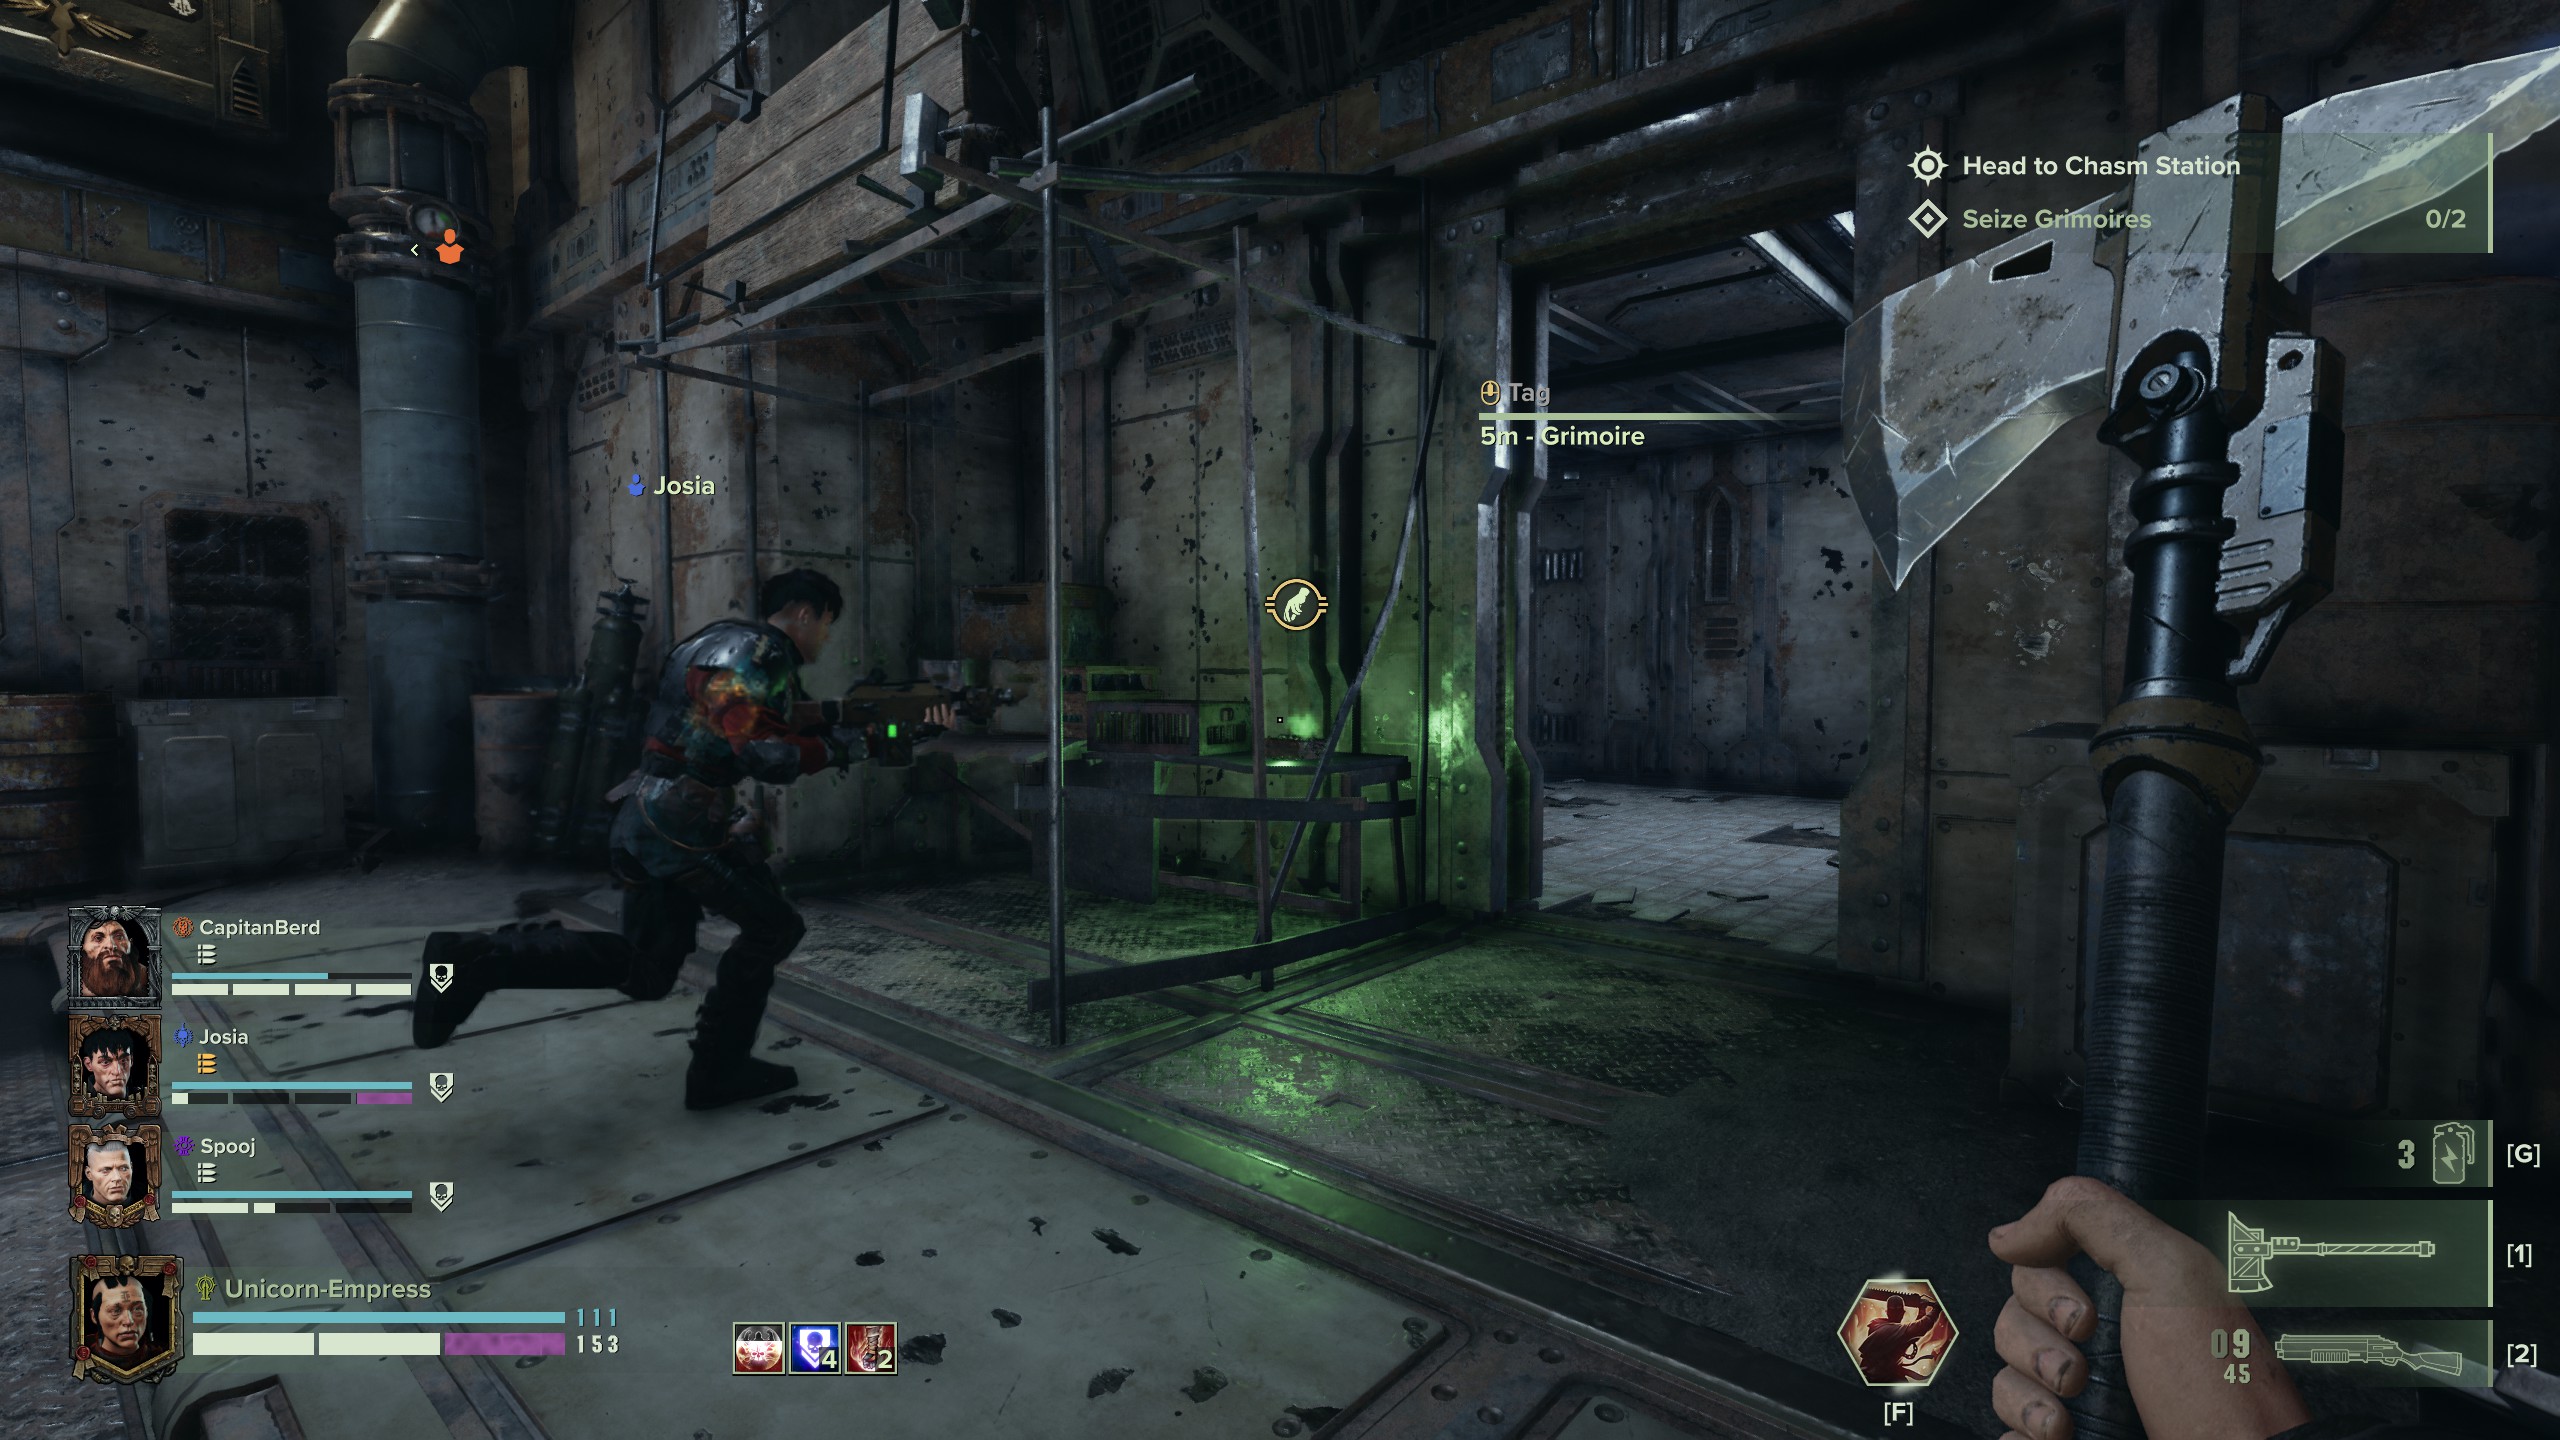 Head to Chasm Station
Seize Grimoires 0/2
Tag
5m - Grimoire
Josia
CapitanBerd
Josia
Spooj
Unicorn-Empress
111
153
4
2
[F]
3 [G]
[1]
09
45
[2]